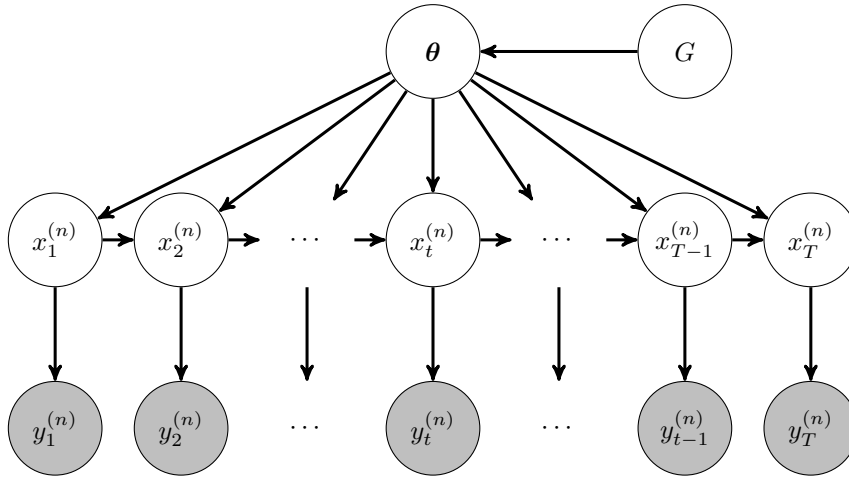 θ G
x_1^{(n)} x_2^{(n)} ... x_t^{(n)} ... x_{T-1}^{(n)} x_T^{(n)}
y_1^{(n)} y_2^{(n)} ... y_t^{(n)} ... y_{t-1}^{(n)} y_T^{(n)}